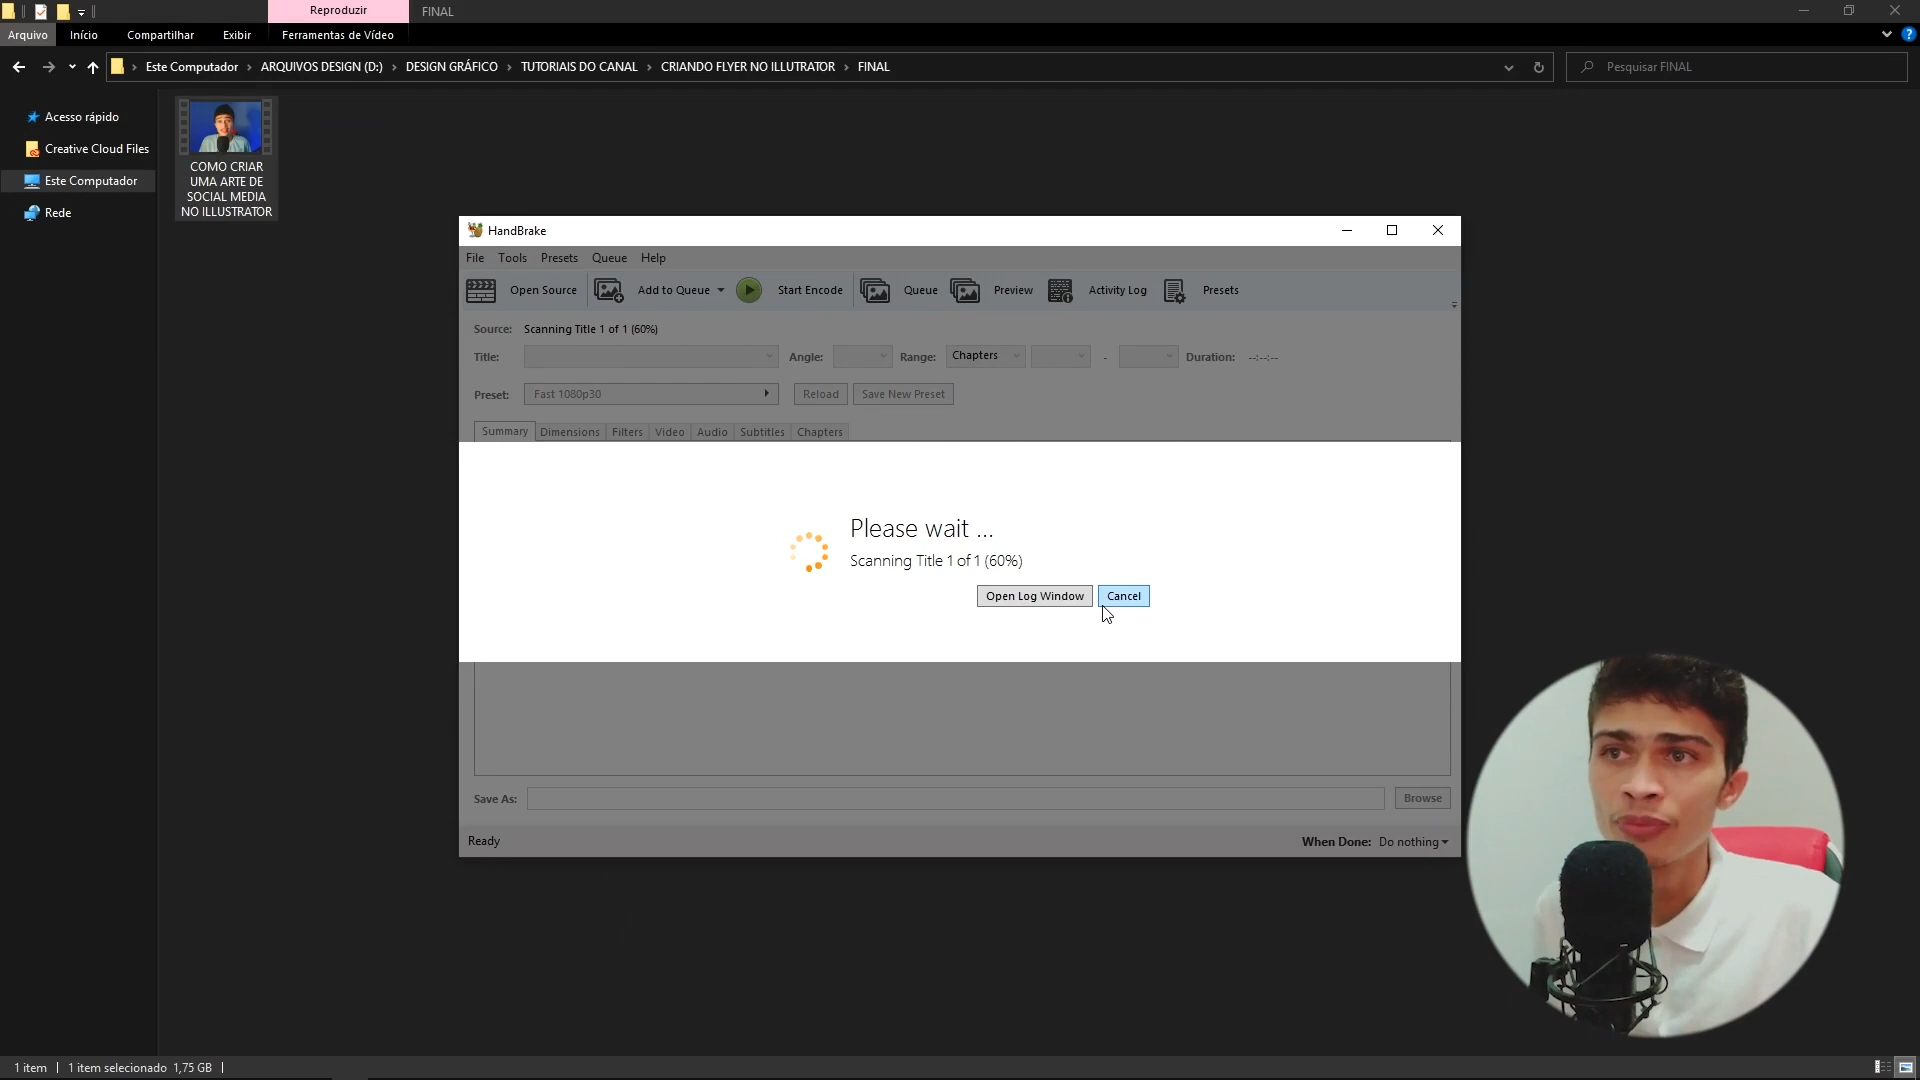 Reproduzir
FINAL
Arquivo Início Compartilhar Exibir Ferramentas de Vídeo
Este Computador › ARQUIVOS DESIGN (D:) › DESIGN GRÁFICO › TUTORIAIS DO CANAL › CRIANDO FLYER NO ILLUTRATOR › FINAL
Pesquisar FINAL
Acesso rápido
Creative Cloud Files
Este Computador
Rede
COMO CRIAR
UMA ARTE DE
SOCIAL MEDIA
NO ILLUSTRATOR
HandBrake
File Tools Presets Queue Help
Open Source Add to Queue Start Encode Queue Preview Activity Log Presets
Source: Scanning Title 1 of 1 (60%)
Title: Angle: Range: Chapters - Duration: --:--:--
Preset: Fast 1080p30 Reload Save New Preset
Summary Dimensions Filters Video Audio Subtitles Chapters
Please wait ...
Scanning Title 1 of 1 (60%)
Open Log Window Cancel
Save As: Browse
Ready When Done: Do nothing
1 item 1 item selecionado 1,75 GB